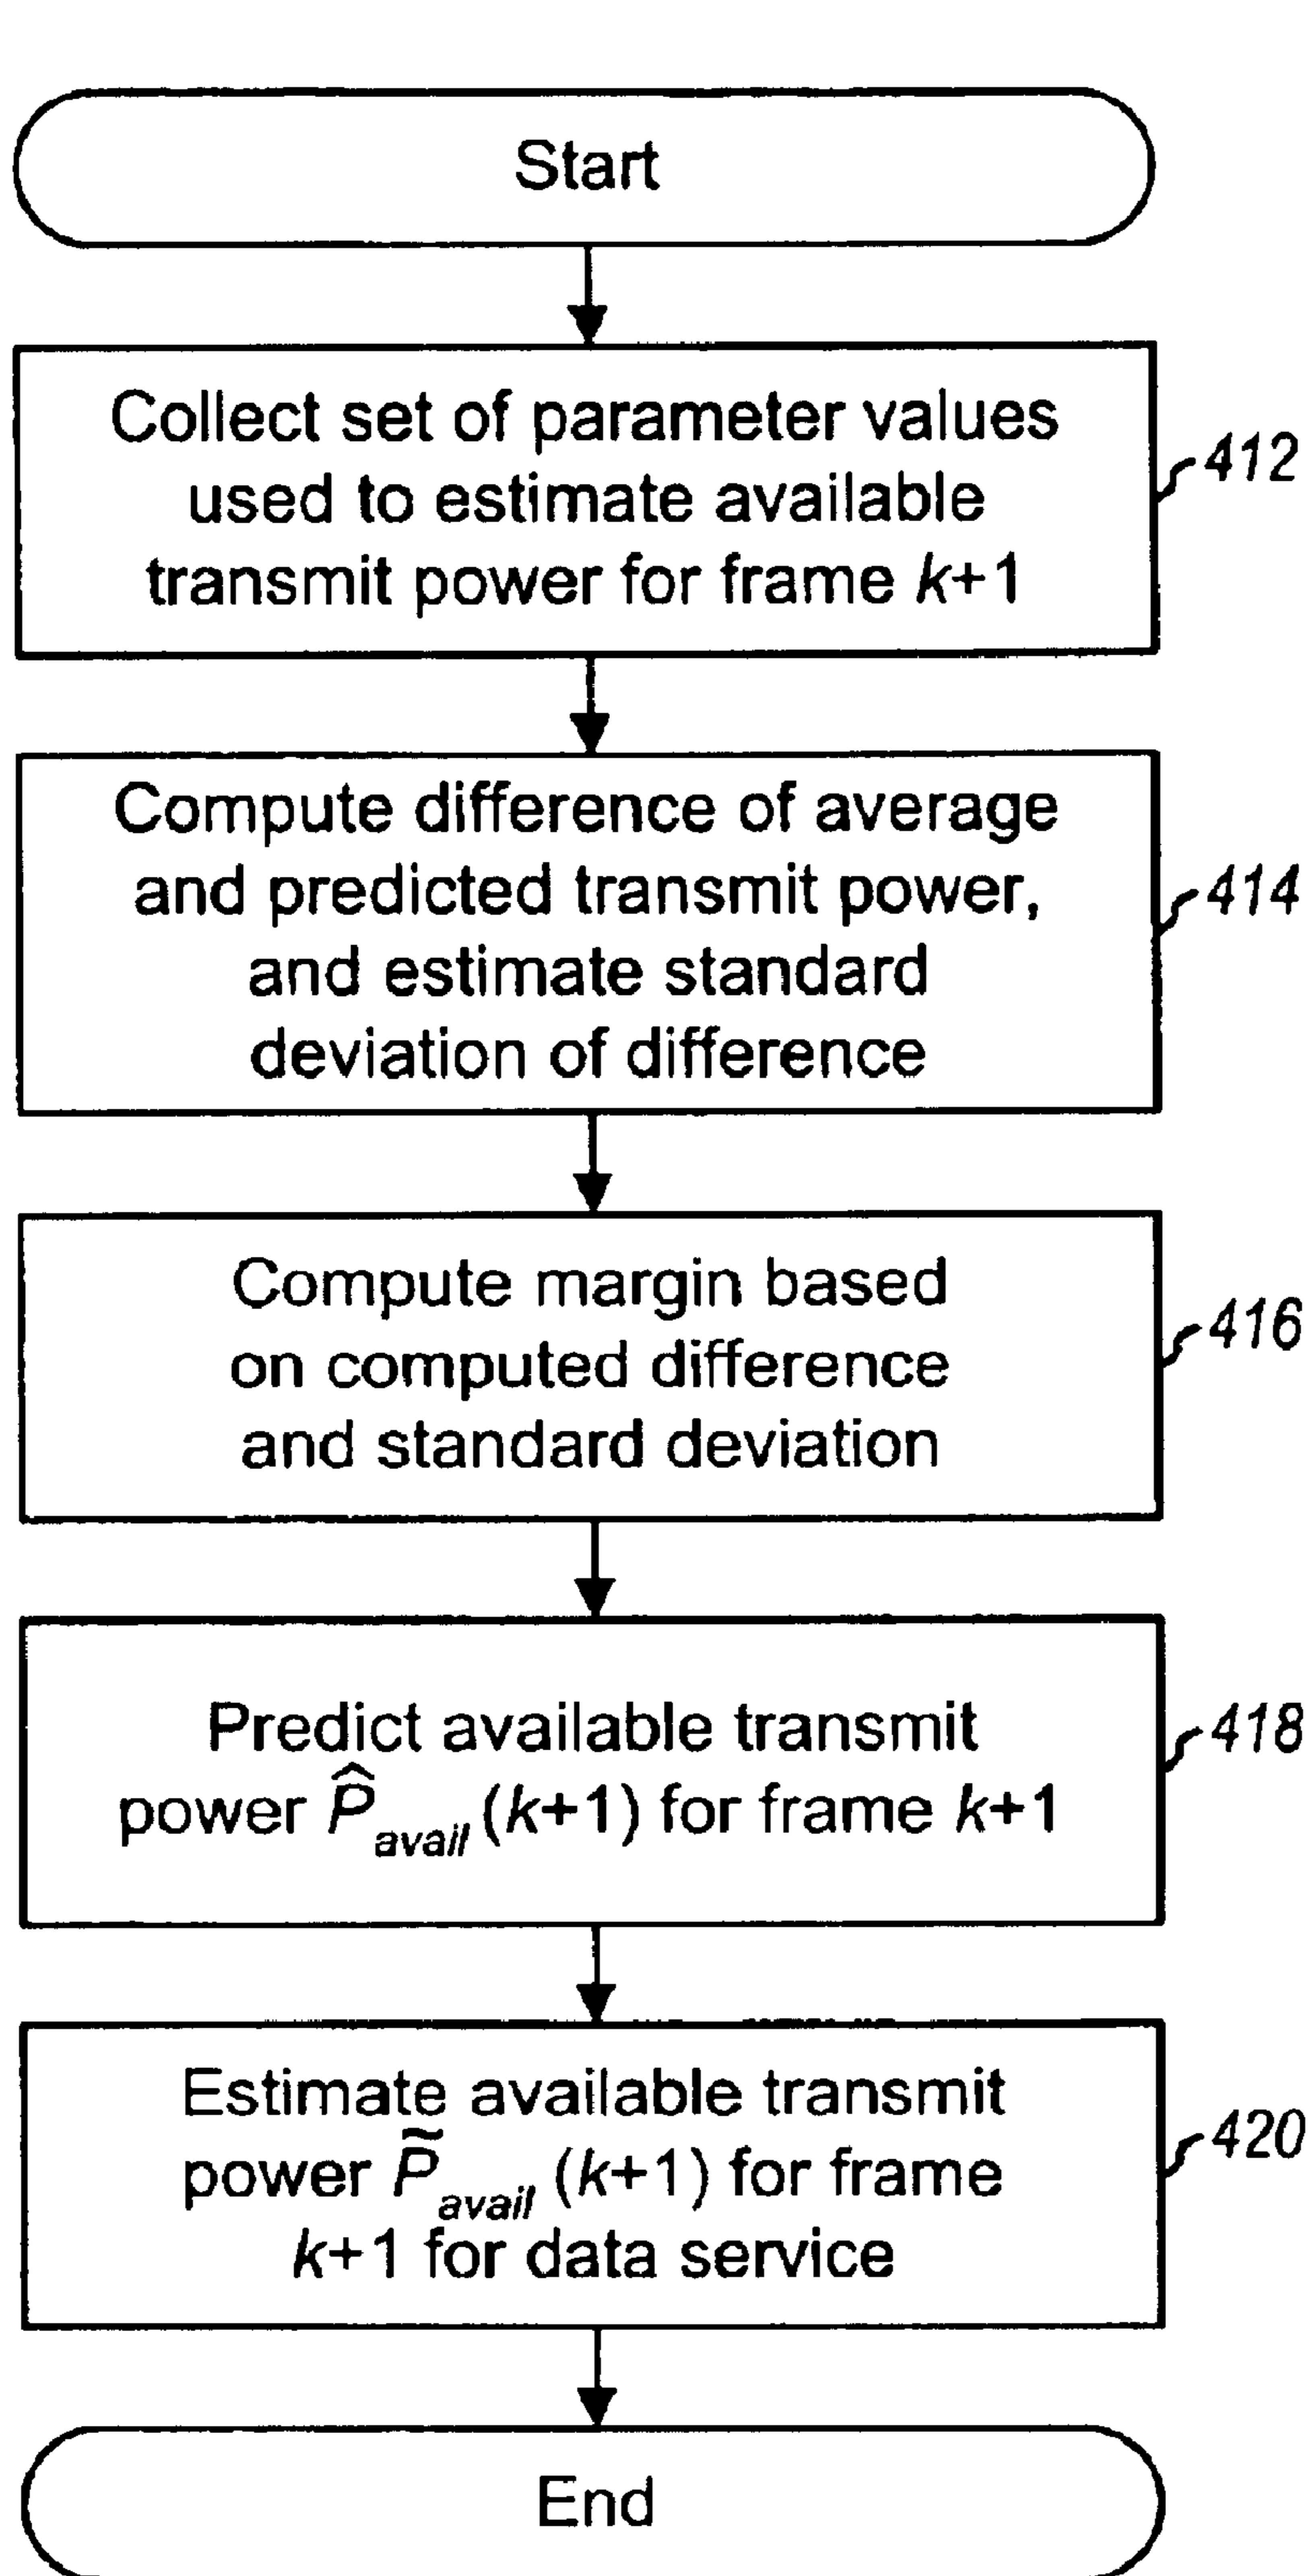 Start
Collect set of parameter values
used to estimate available
transmit power for frame k+1
412
Compute difference of average
and predicted transmit power,
and estimate standard
deviation of difference
414
Compute margin based
on computed difference
and standard deviation
416
Predict available transmit
power P̂avail (k+1) for frame k+1
418
Estimate available transmit
power P̃avail (k+1) for frame
k+1 for data service
420
End